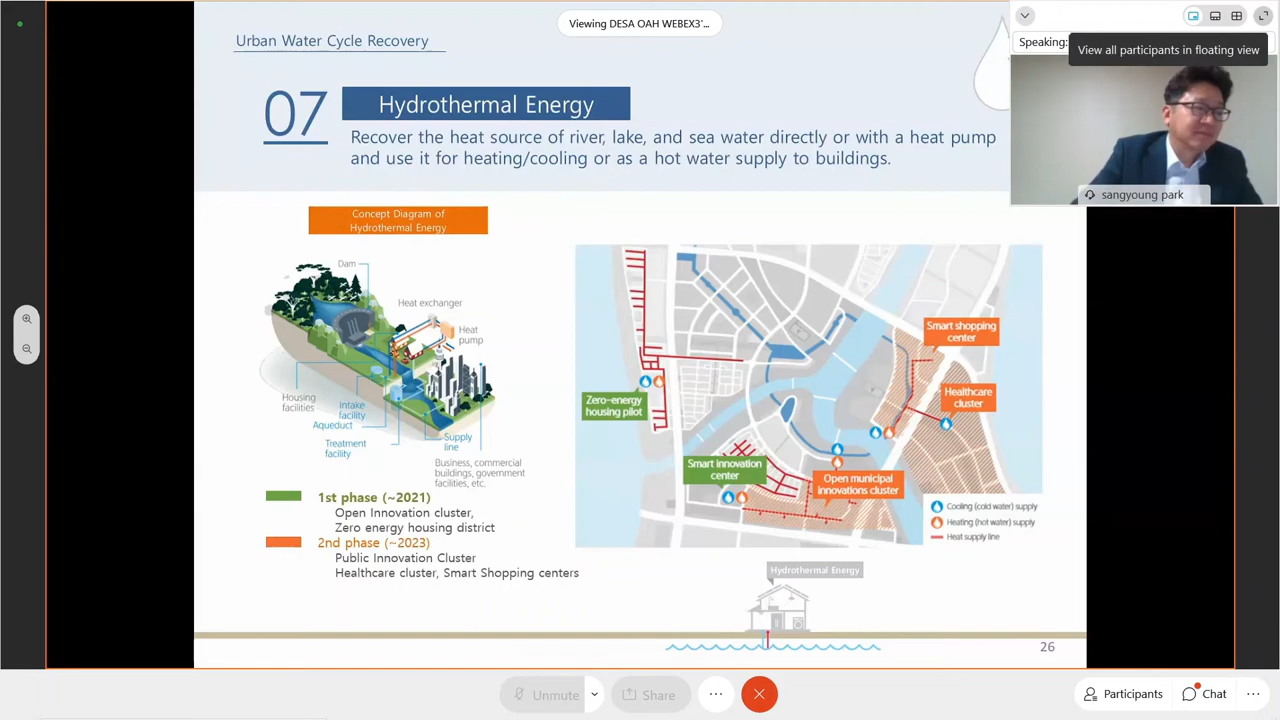 Viewing DESA OAH WEBEX3'...
Speaking:
View all participants in floating view
sangyoung park
Urban Water Cycle Recovery
07
Hydrothermal Energy
Recover the heat source of river, lake, and sea water directly or with a heat pump
and use it for heating/cooling or as a hot water supply to buildings.
Concept Diagram of
Hydrothermal Energy
Dam
Heat exchanger
Heat
pump
Housing
facilities
Intake
facility
Aqueduct
Treatment
facility
Supply
line
Business, commercial
buildings, government
facilities, etc.
1st phase (~2021)
Open Innovation cluster,
Zero energy housing district
2nd phase (~2023)
Public Innovation Cluster
Healthcare cluster, Smart Shopping centers
Smart shopping
center
Healthcare
cluster
Zero-energy
housing pilot
Smart innovation
center
Open municipal
innovations cluster
Cooling (cold water) supply
Heating (hot water) supply
Heat supply line
Hydrothermal Energy
26
Unmute
Share
Participants
Chat